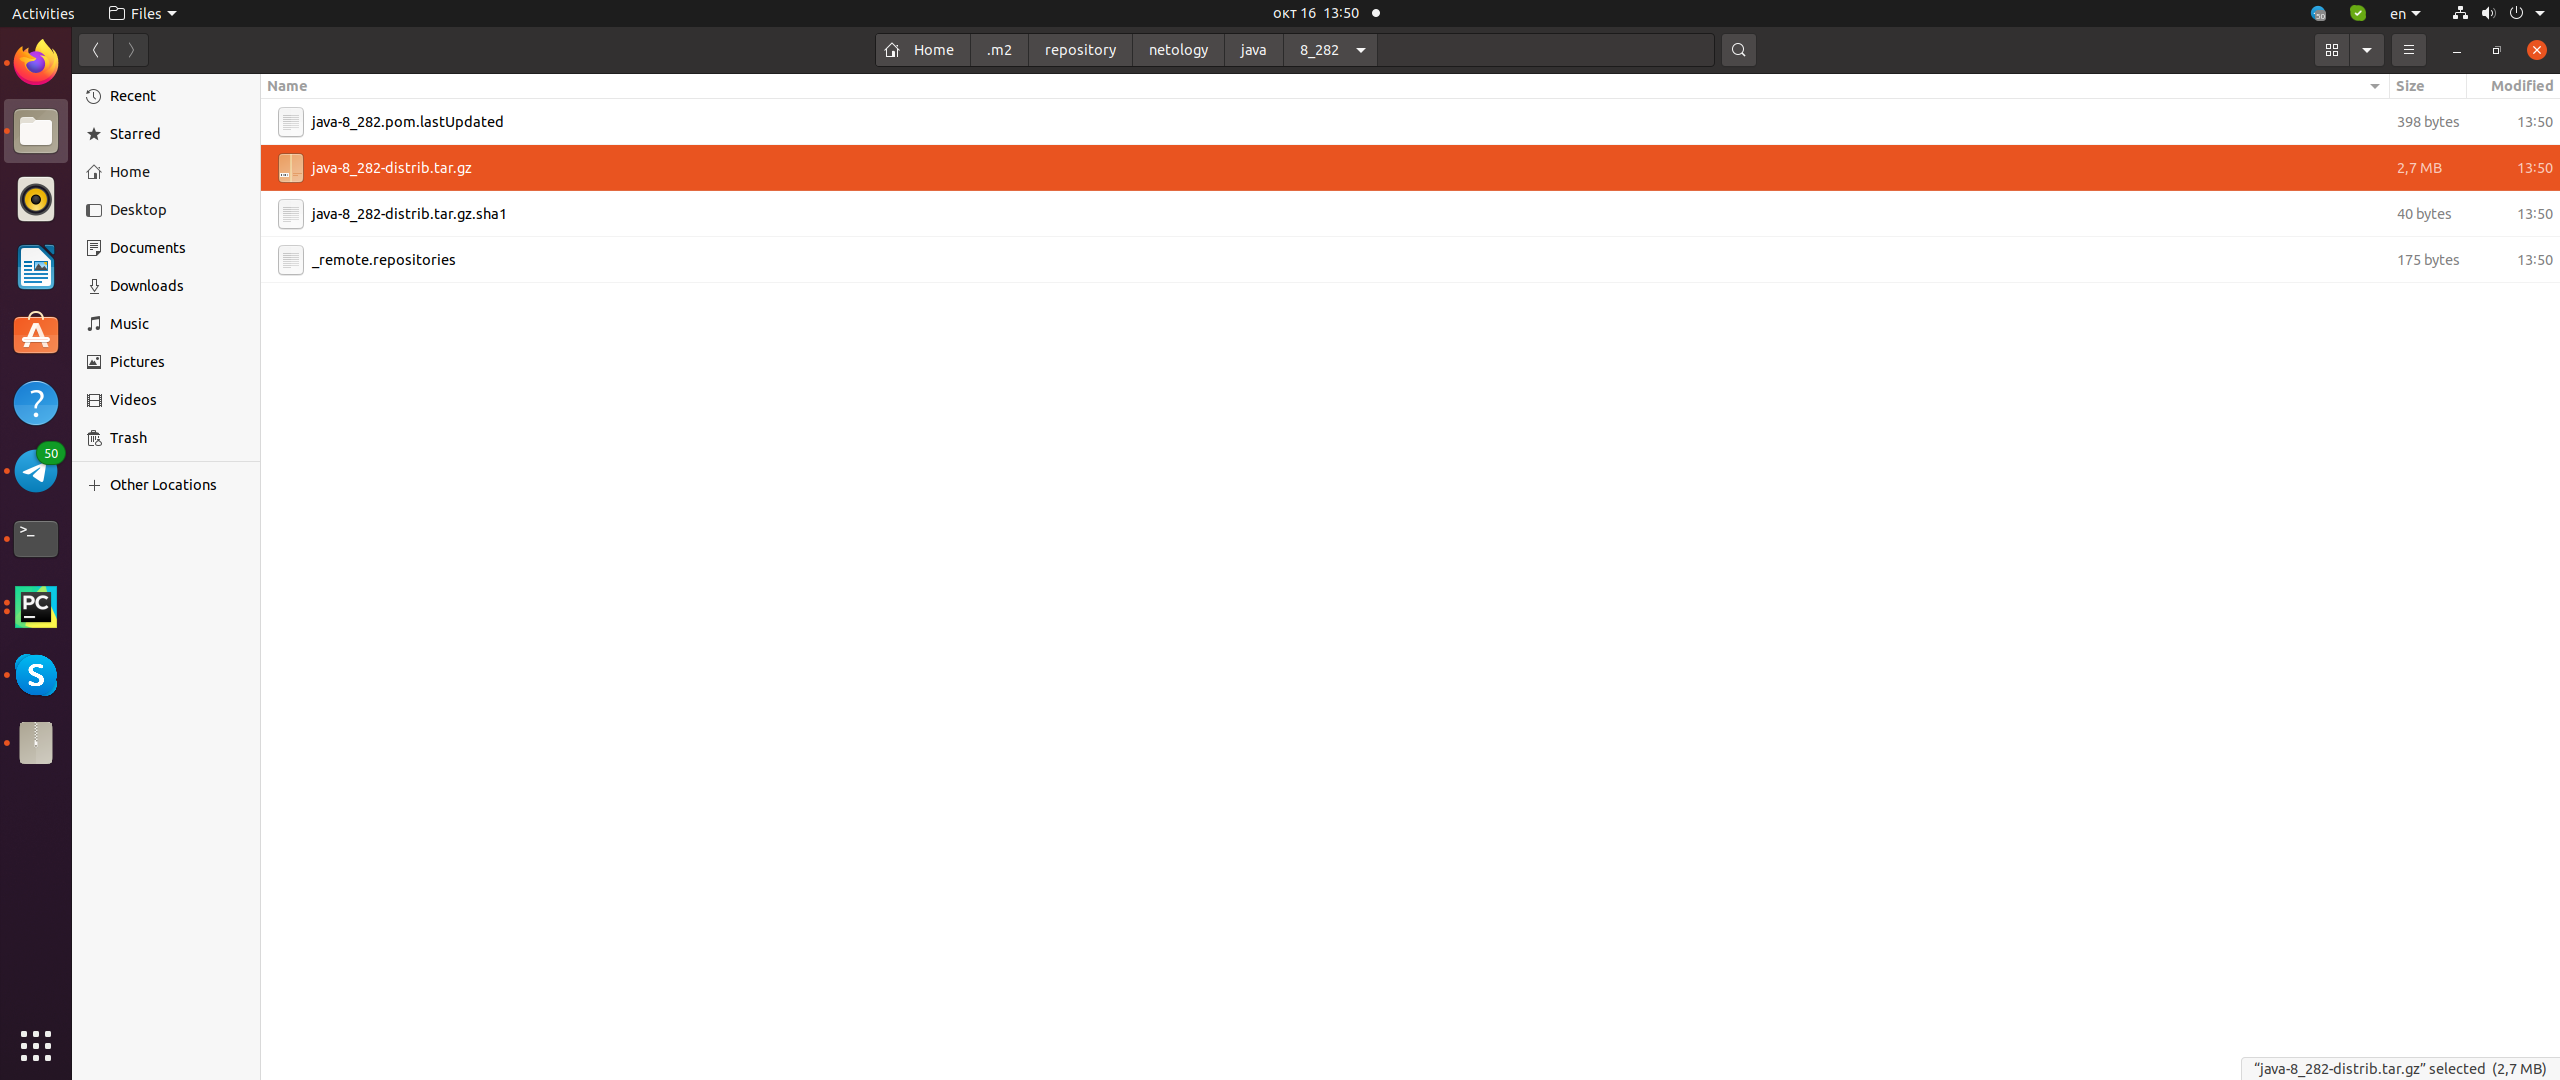 Activities Files окт 16 13:50 en
Home .m2 repository netology java 8_282
Recent
Starred
Home
Desktop
Documents
Downloads
Music
Pictures
Videos
Trash
Other Locations
Name Size Modified
java-8_282.pom.lastUpdated 398 bytes 13:50
java-8_282-distrib.tar.gz 2,7 MB 13:50
java-8_282-distrib.tar.gz.sha1 40 bytes 13:50
_remote.repositories 175 bytes 13:50
50
>_
PC
S
“java-8_282-distrib.tar.gz” selected (2,7 MB)